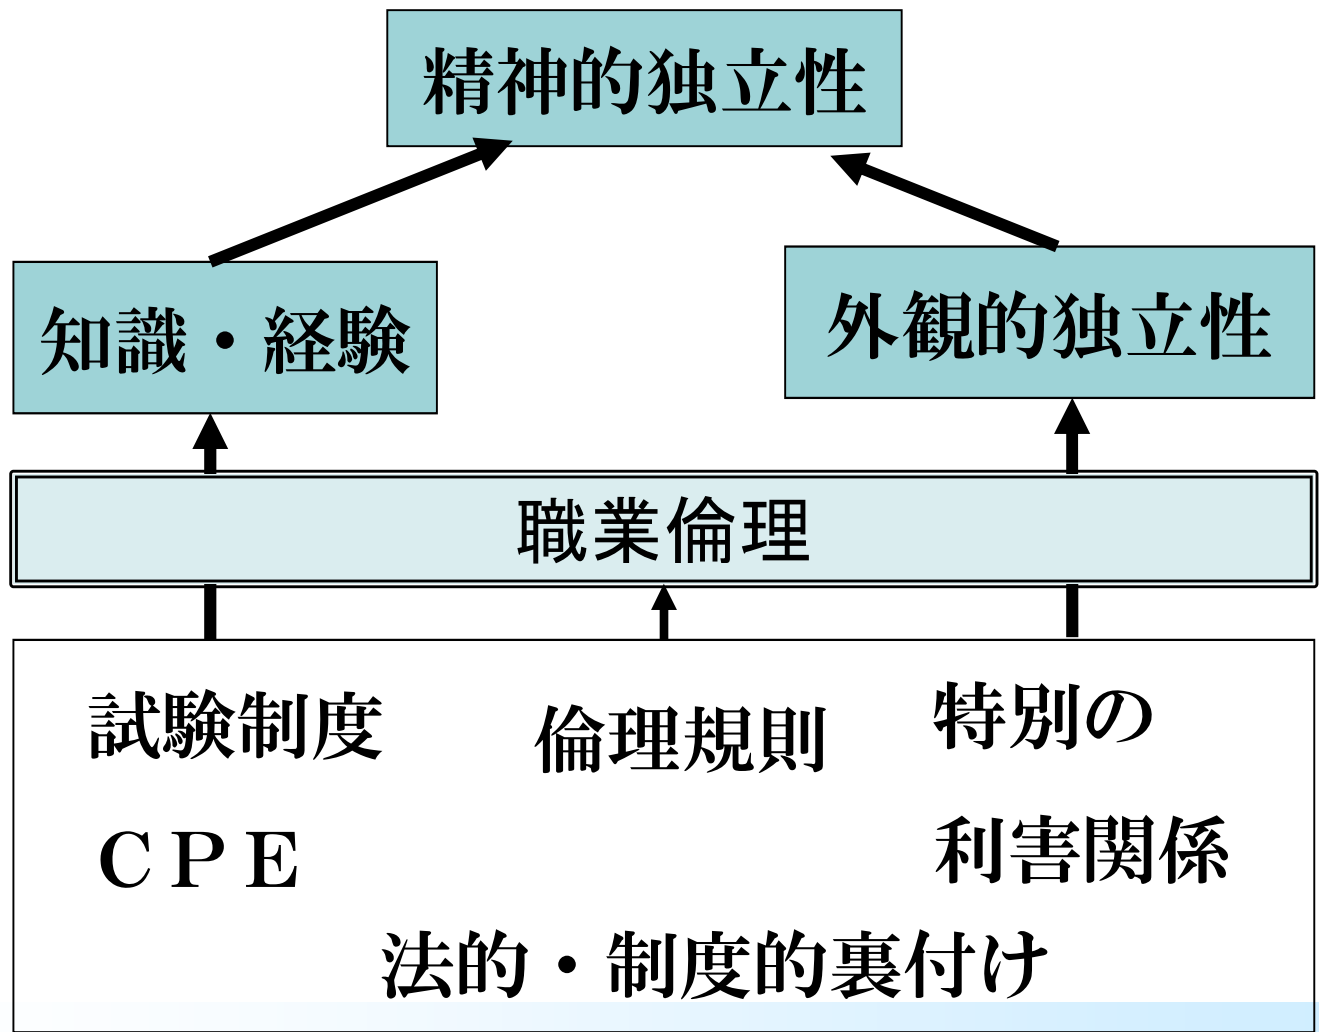 精神的独立性
知識・経験
外観的独立性
職業倫理
試験制度
倫理規則
特別の
ＣＰＥ
利害関係
法的・制度的裏付け